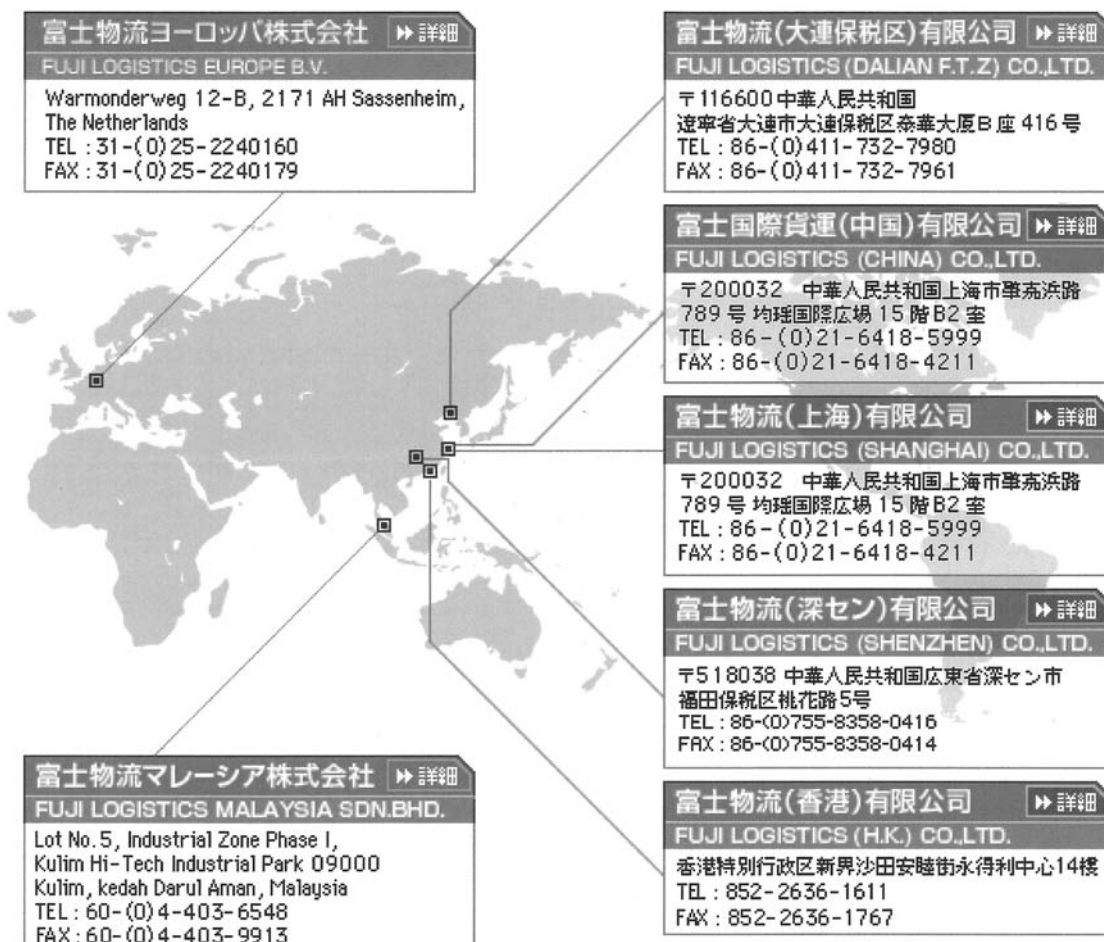 富士物流ヨーロッパ株式会社 詳細
FUJI LOGISTICS EUROPE B.V.
Warmonderweg 12-B, 2171 AH Sassenheim,
The Netherlands
TEL : 31-(0)25-2240160
FAX : 31-(0)25-2240179
富士物流マレーシア株式会社 詳細
FUJI LOGISTICS MALAYSIA SDN.BHD.
Lot No.5, Industrial Zone Phase I,
Kulim Hi-Tech Industrial Park 09000
Kulim, kedah Darul Aman, Malaysia
TEL : 60-(0)4-403-6548
FAX : 60-(0)4-403-9913
富士物流(大連保税区)有限公司 詳細
FUJI LOGISTICS (DALIAN F.T.Z) CO.,LTD.
〒116600 中華人民共和国
遼寧省大連市大連保税区泰華大厦B座 416号
TEL : 86-(0)411-732-7980
FAX : 86-(0)411-732-7961
富士国際貨運(中国)有限公司 詳細
FUJI LOGISTICS (CHINA) CO.,LTD.
〒200032 中華人民共和国上海市肇嘉浜路
789号 均瑶国際広場 15階B2室
TEL : 86-(0)21-6418-5999
FAX : 86-(0)21-6418-4211
富士物流(上海)有限公司 詳細
FUJI LOGISTICS (SHANGHAI) CO.,LTD.
〒200032 中華人民共和国上海市肇嘉浜路
789号 均瑶国際広場 15階B2室
TEL : 86-(0)21-6418-5999
FAX : 86-(0)21-6418-4211
富士物流(深セン)有限公司 詳細
FUJI LOGISTICS (SHENZHEN) CO.,LTD.
〒518038 中華人民共和国広東省深セン市
福田保税区桃花路5号
TEL : 86-(0)755-8358-0416
FAX : 86-(0)755-8358-0414
富士物流(香港)有限公司 詳細
FUJI LOGISTICS (H.K.) CO.,LTD.
香港特別行政区新界沙田安睦街永得利中心14楼
TEL : 852-2636-1611
FAX : 852-2636-1767